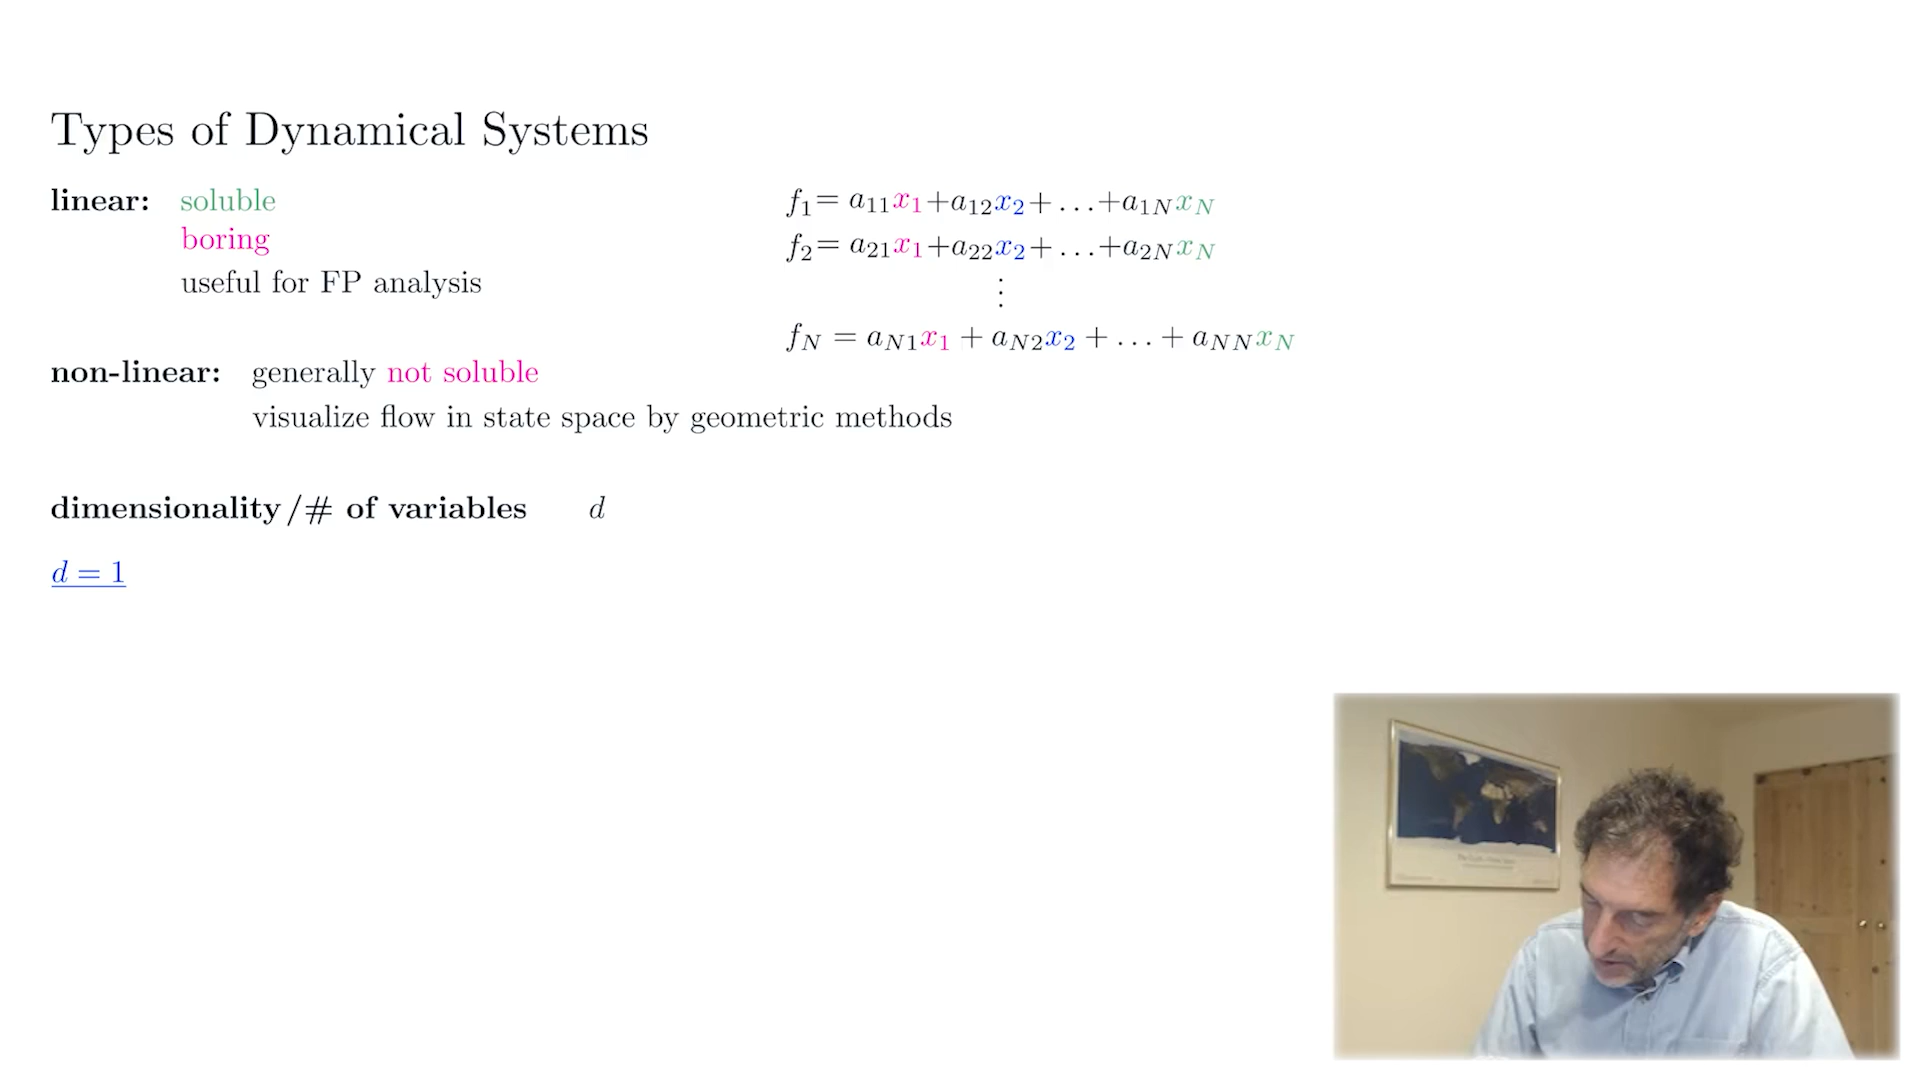 Types of Dynamical Systems
linear: soluble
boring
useful for FP analysis
f₁= a₁₁x₁+a₁₂x₂+...+a₁NxN
f₂= a₂₁x₁+a₂₂x₂+...+a₂NxN
⋮
fN = aN₁x₁ + aN₂x₂ + ... + aNNxN
non-linear: generally not soluble
visualize flow in state space by geometric methods
dimensionality/# of variables d
d = 1